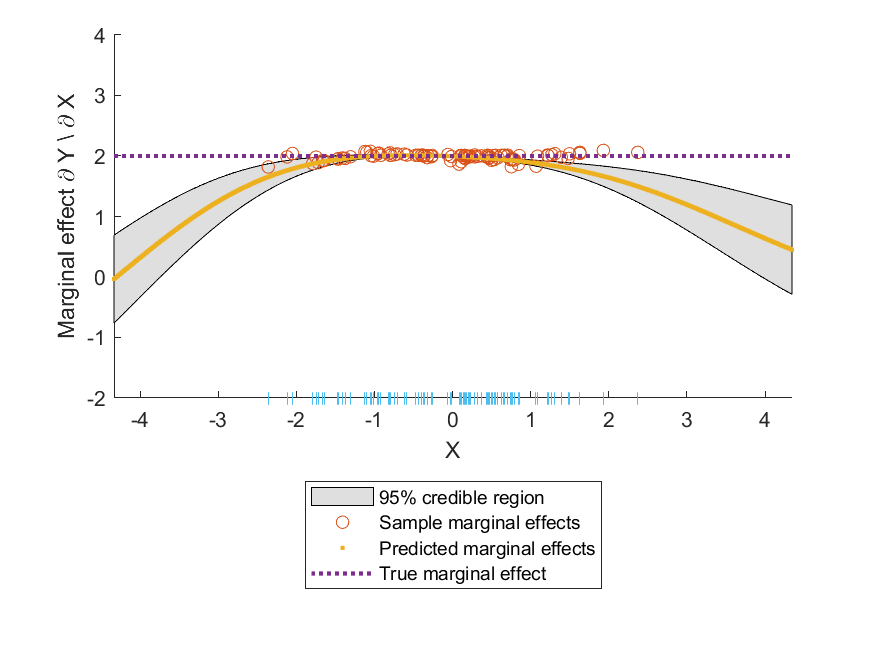 4
3
2
1
0
-1
-2
Marginal effect ∂ Y \ ∂ X
-4 -3 -2 -1 0 1 2 3 4
X
95% credible region
Sample marginal effects
Predicted marginal effects
True marginal effect